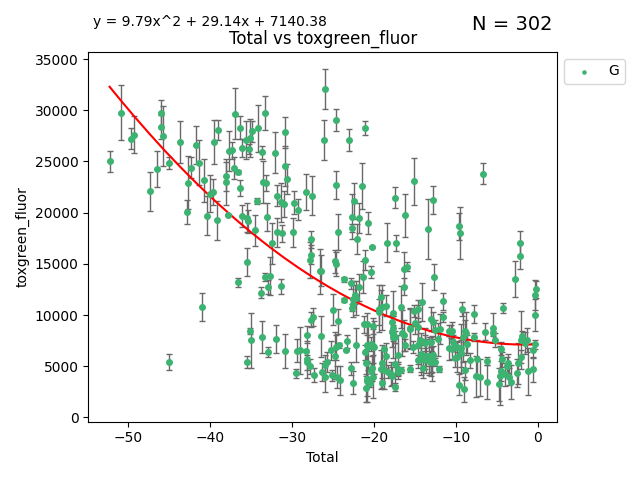 y = 9.79x^2 + 29.14x + 7140.38
N = 302
Total vs toxgreen_fluor
G
toxgreen_fluor
35000
30000
25000
20000
15000
10000
5000
0
−50 −40 −30 −20 −10 0
Total